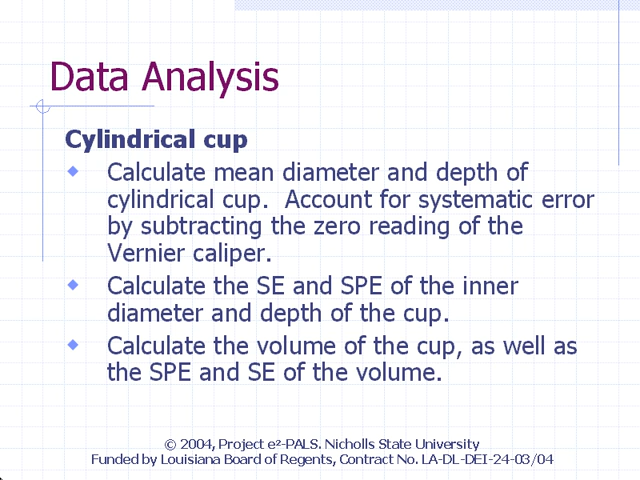 Data Analysis
Cylindrical cup
Calculate mean diameter and depth of
cylindrical cup.  Account for systematic error
by subtracting the zero reading of the
Vernier caliper.
Calculate the SE and SPE of the inner
diameter and depth of the cup.
Calculate the volume of the cup, as well as
the SPE and SE of the volume.
© 2004, Project e²-PALS. Nicholls State University
Funded by Louisiana Board of Regents, Contract No. LA-DL-DEI-24-03/04